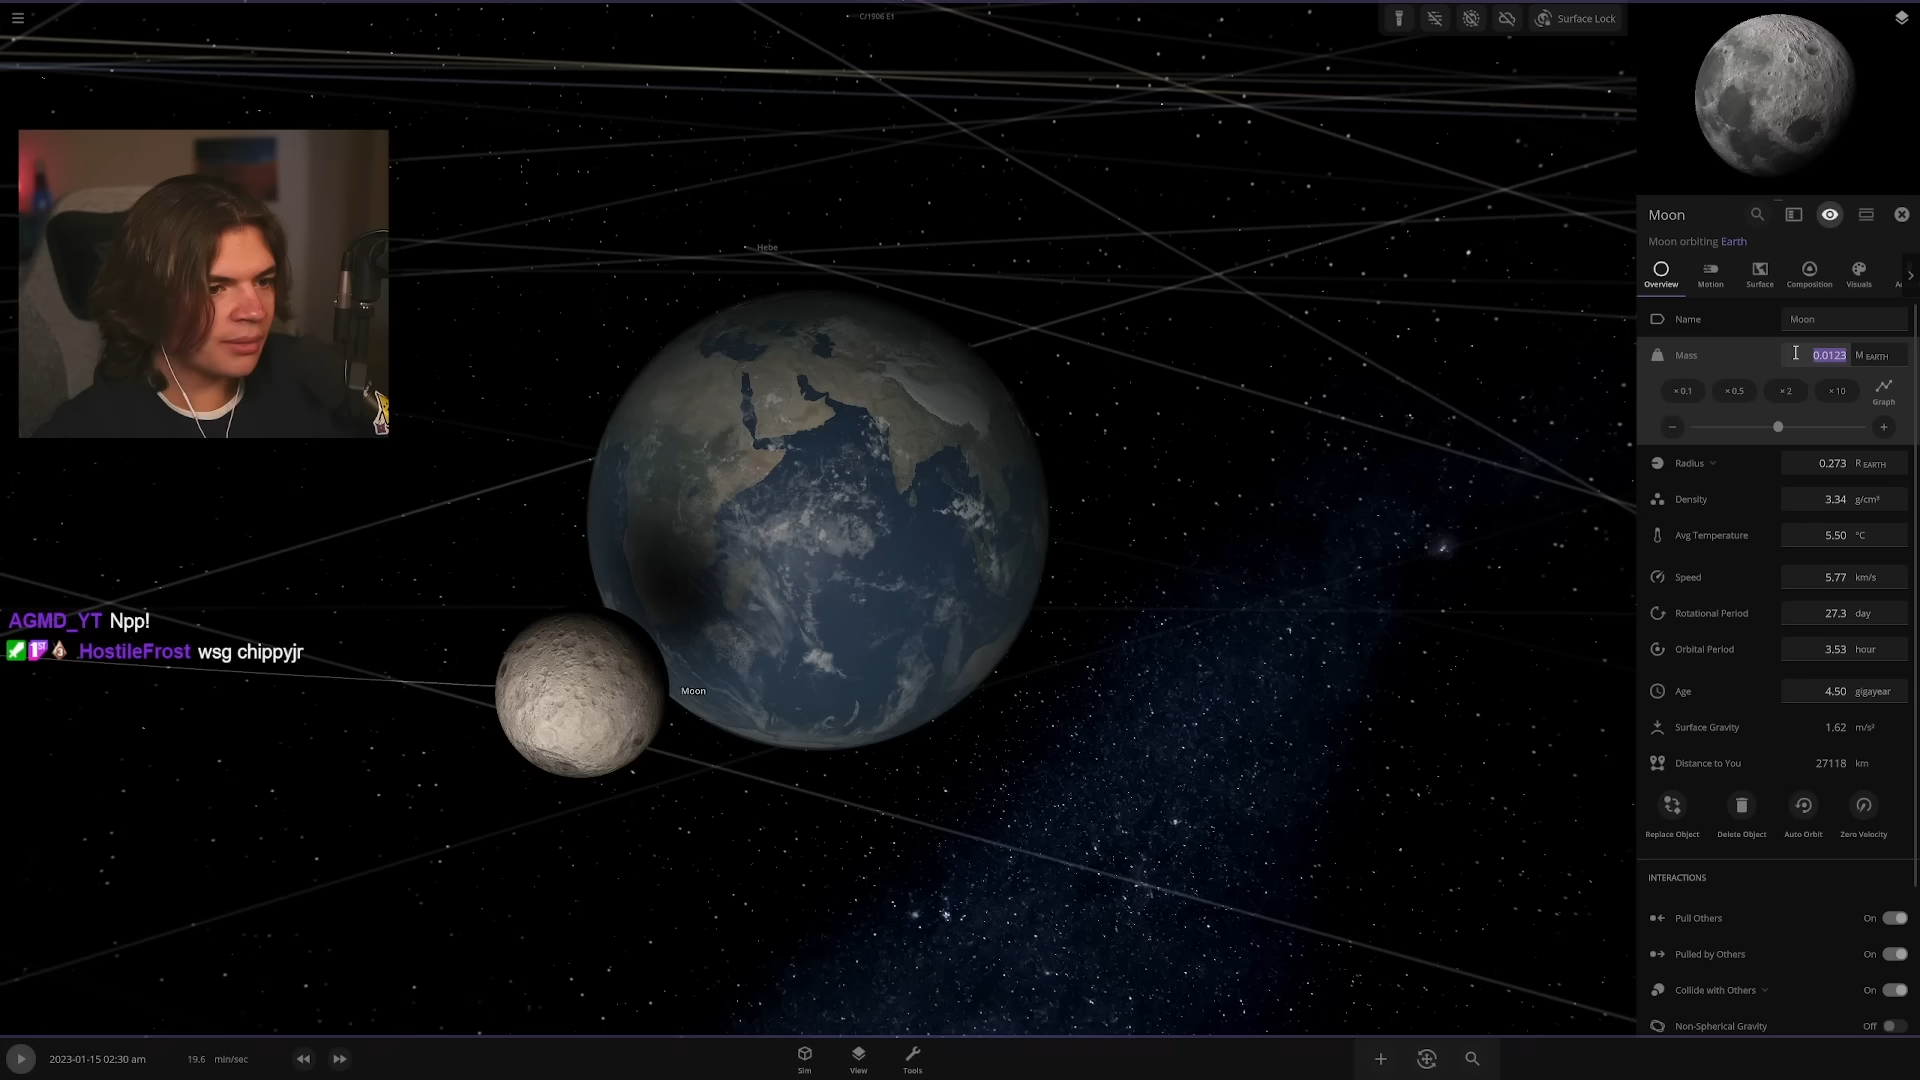 C/1906 E1
Surface Lock
Hebe
Moon
AGMD_YT Npp!
HostileFrost wsg chippyjr
Moon
Moon orbiting Earth
Overview Motion Surface Composition Visuals
Name Moon
Mass 0.0123 M EARTH
×0.1 ×0.5 ×2 ×10 Graph
Radius 0.273 R EARTH
Density 3.34 g/cm³
Avg Temperature 5.50 °C
Speed 5.77 km/s
Rotational Period 27.3 day
Orbital Period 3.53 hour
Age 4.50 gigayear
Surface Gravity 1.62 m/s²
Distance to You 27118 km
Replace Object Delete Object Auto Orbit Zero Velocity
INTERACTIONS
Pull Others On
Pulled by Others On
Collide with Others On
Non-Spherical Gravity Off
2023-01-15 02:30 am 19.6 min/sec
Sim View Tools